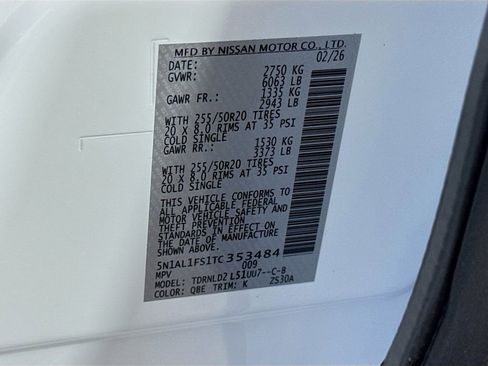 MFD BY NISSAN MOTOR CO., LTD.
DATE: 02/26
GVWR: 2750 KG
6063 LB
GAWR FR.: 1335 KG
2943 LB
WITH 255/50R20 TIRES
20 X 8.0 RIMS AT 35 PSI
COLD SINGLE
GAWR RR.: 1530 KG
3373 LB
WITH 255/50R20 TIRES
20 X 8.0 RIMS AT 35 PSI
COLD SINGLE
THIS VEHICLE CONFORMS TO
ALL APPLICABLE FEDERAL
MOTOR VEHICLE SAFETY AND
THEFT PREVENTION
STANDARDS IN EFFECT ON
THE DATE OF MANUFACTURE
SHOWN ABOVE.
5N1AL1FS1TC353484
MPV 009
MODEL: TDRNLDZ L51UU7--C-B
COLOR: QBE TRIM: K ZS30A